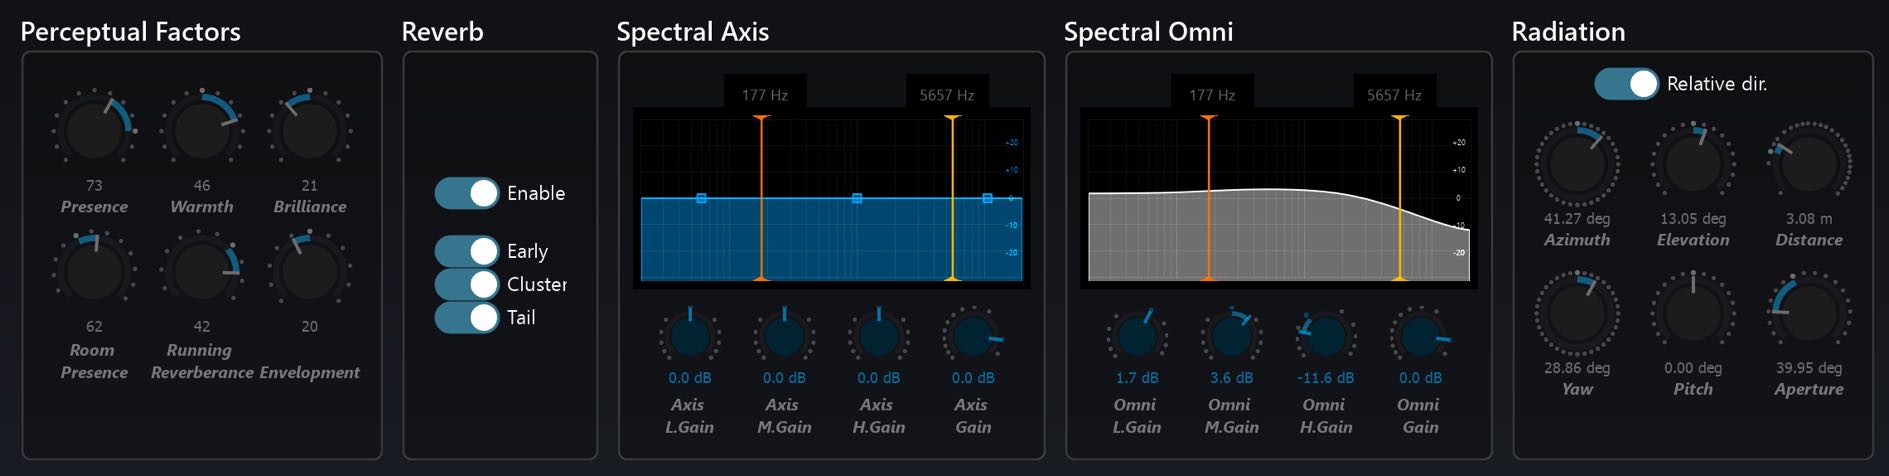 Perceptual Factors
73
46
21
Presence
Warmth
Brilliance
62
42
20
Room
Presence
Running
Reverberance
Envelopment
Reverb
Enable
Early
Cluster
Tail
Spectral Axis
177 Hz
5657 Hz
+20
+10
0
-10
-20
0.0 dB
0.0 dB
0.0 dB
0.0 dB
Axis
L.Gain
Axis
M.Gain
Axis
H.Gain
Axis
Gain
Spectral Omni
177 Hz
5657 Hz
+20
+10
0
-10
-20
1.7 dB
3.6 dB
-11.6 dB
0.0 dB
Omni
L.Gain
Omni
M.Gain
Omni
H.Gain
Omni
Gain
Radiation
Relative dir.
41.27 deg
13.05 deg
3.08 m
Azimuth
Elevation
Distance
28.86 deg
0.00 deg
39.95 deg
Yaw
Pitch
Aperture